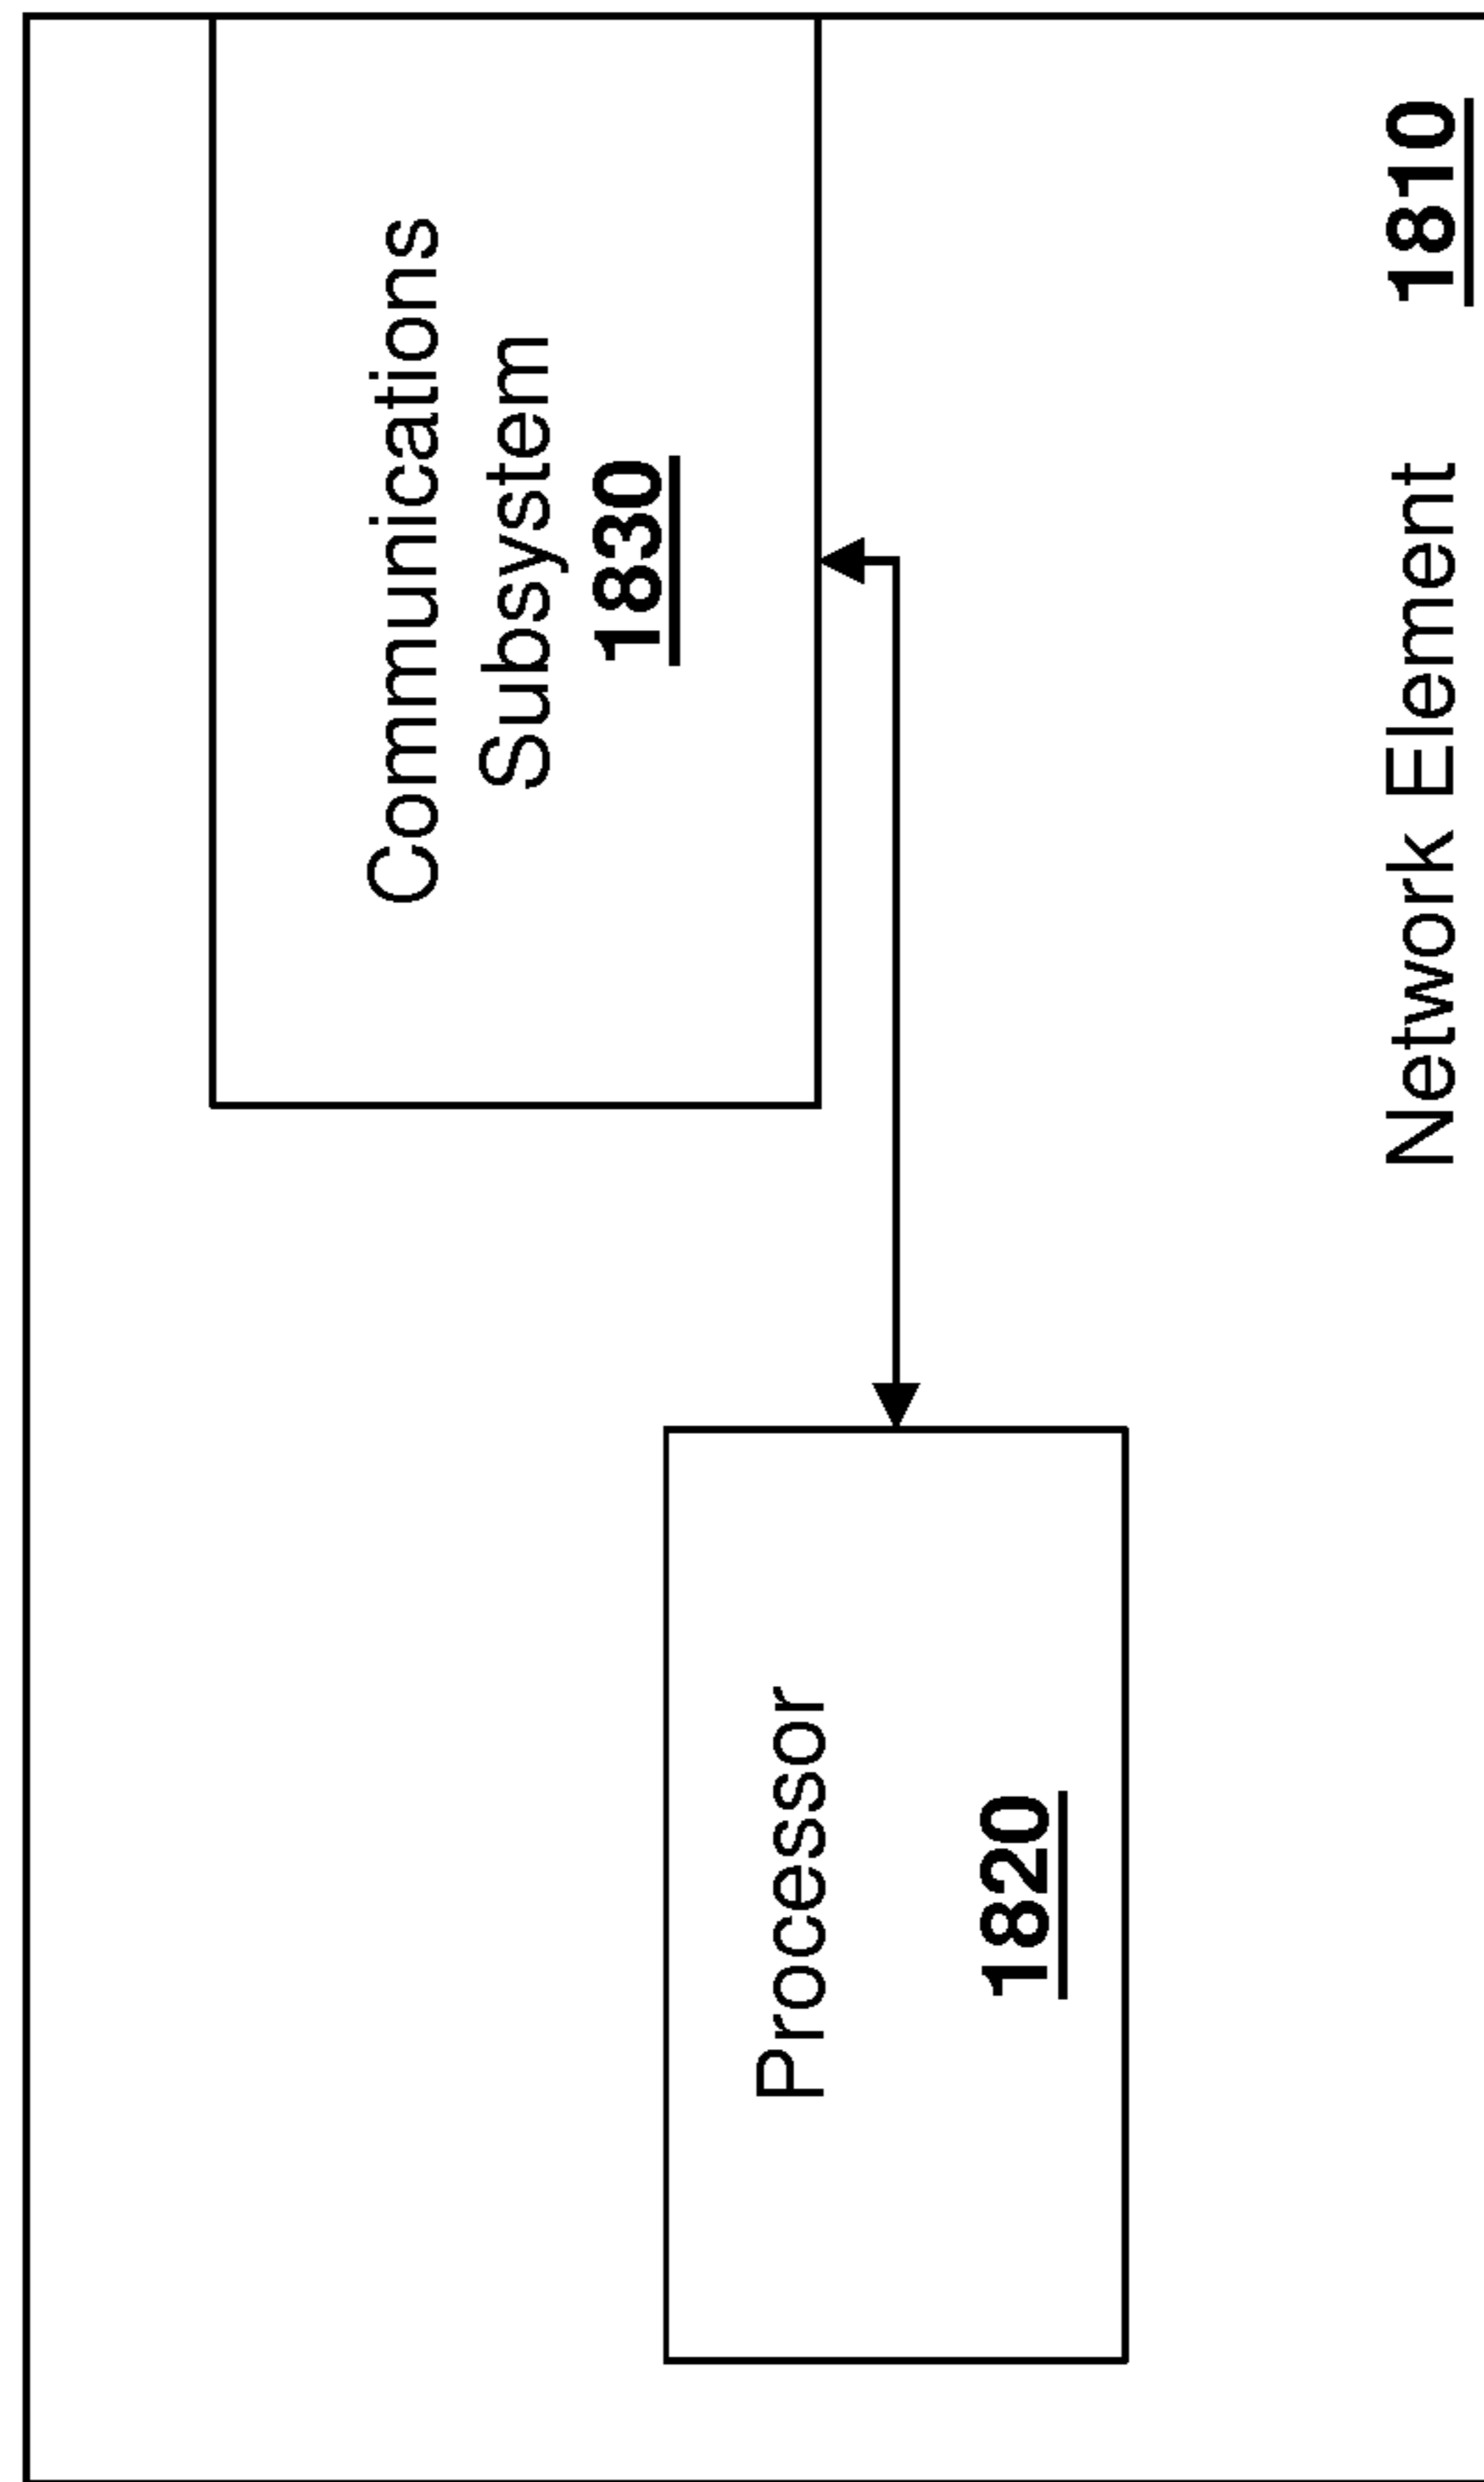 Communications
Subsystem
1830
Processor
1820
Network Element 1810